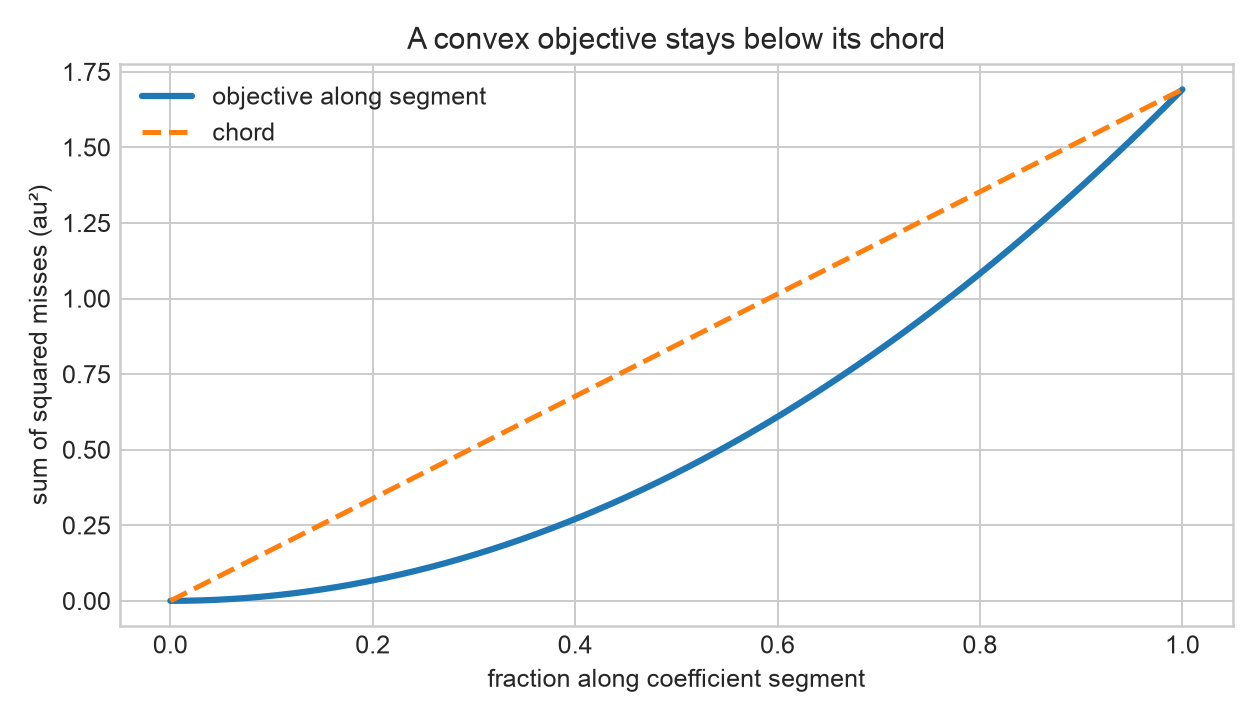 A convex objective stays below its chord
objective along segment
chord
sum of squared misses (au²)
1.75
1.50
1.25
1.00
0.75
0.50
0.25
0.00
0.0 0.2 0.4 0.6 0.8 1.0
fraction along coefficient segment